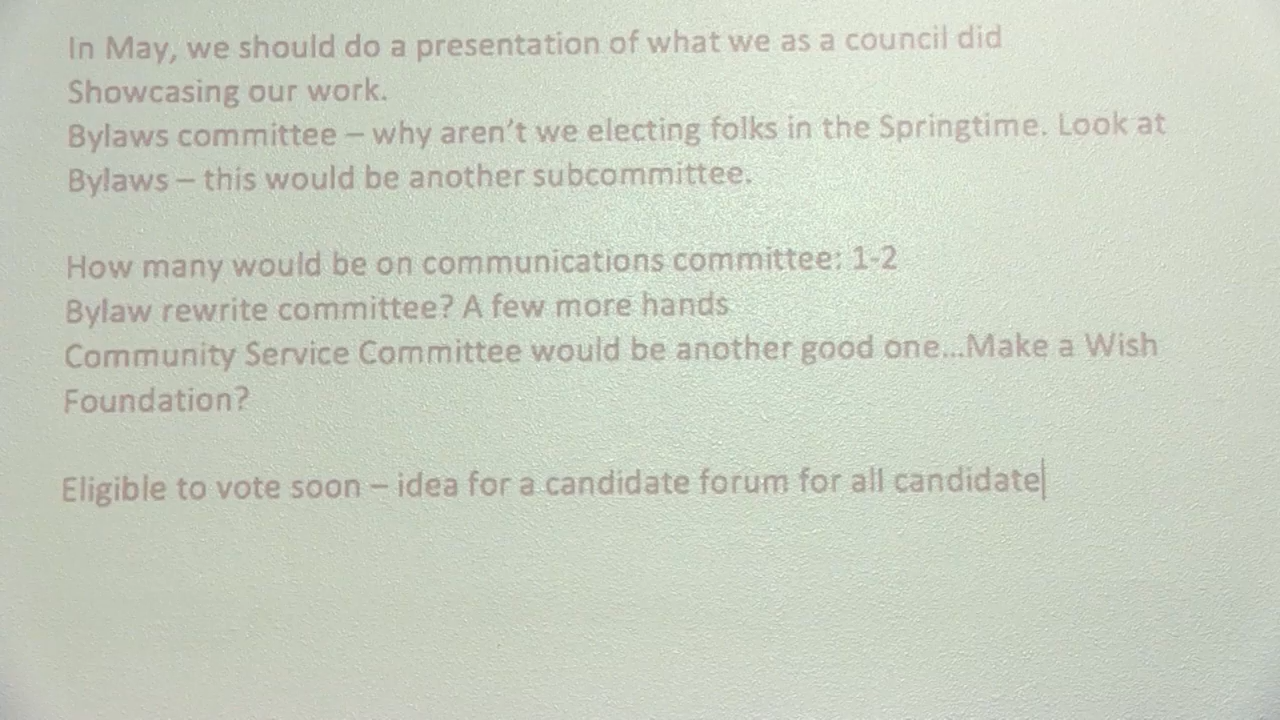 In May, we should do a presentation of what we as a council did
Showcasing our work.
Bylaws committee – why aren’t we electing folks in the Springtime. Look at
Bylaws – this would be another subcommittee.
How many would be on communications committee: 1-2
Bylaw rewrite committee? A few more hands
Community Service Committee would be another good one...Make a Wish
Foundation?
Eligible to vote soon – idea for a candidate forum for all candidate